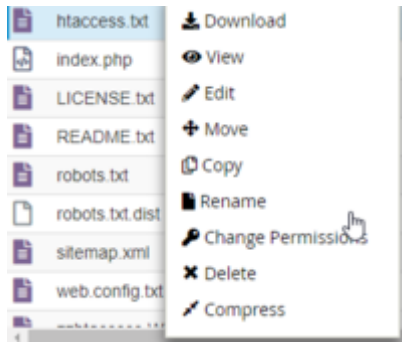 htaccess.txt
index.php
LICENSE.txt
README.txt
robots.txt
robots.txt.dist
sitemap.xml
web.config.txt
Download
View
Edit
Move
Copy
Rename
Change Permissions
Delete
Compress